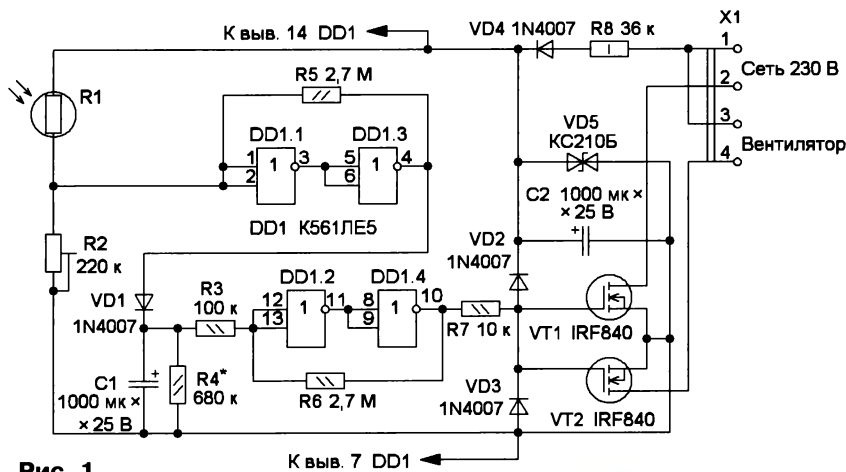 К выв. 14 DD1
VD4 1N4007
R8 36 к
X1
1
Сеть 230 В
2
3
Вентилятор
4
R1
R5 2,7 М
DD1.1
DD1.3
1
2
1
3
5
6
1
4
DD1 К561ЛЕ5
VD5
КС210Б
C2 1000 мк ×
× 25 В
+
R2
220 к
VD1
1N4007
R3
100 к
DD1.2
DD1.4
12
13
1
11
8
9
1
10
VD2
1N4007
R7 10 к
VT1 IRF840
C1
1000 мк ×
× 25 В
+
R4*
680 к
R6 2,7 М
VD3
1N4007
VT2 IRF840
К выв. 7 DD1
Рис. 1